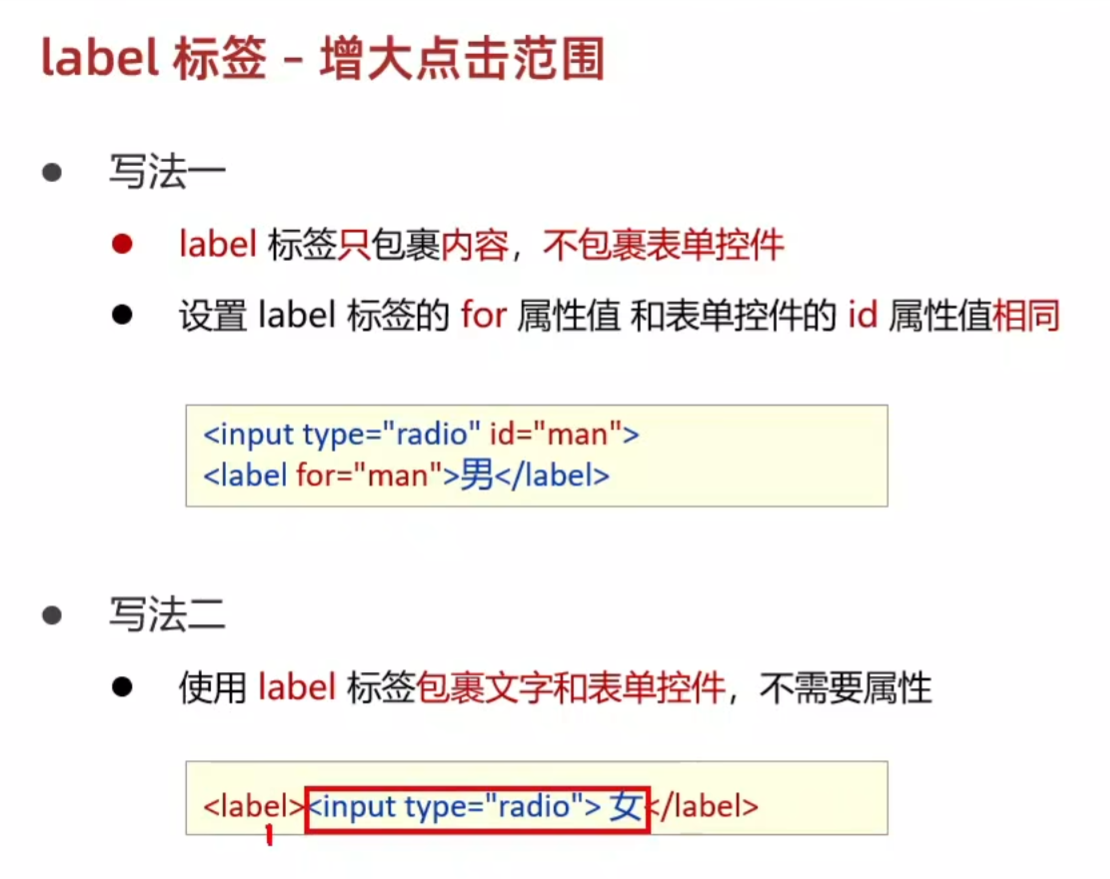 label 标签 – 增大点击范围
写法一
label 标签只包裹内容，不包裹表单控件
设置 label 标签的 for 属性值 和表单控件的 id 属性值相同
<input type="radio" id="man">
<label for="man">男</label>
写法二
使用 label 标签包裹文字和表单控件，不需要属性
<label><input type="radio"> 女</label>